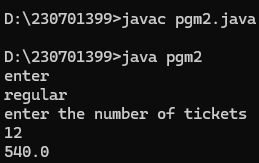 D:\230701399>javac pgm2.java
D:\230701399>java pgm2
enter
regular
enter the number of tickets
12
540.0